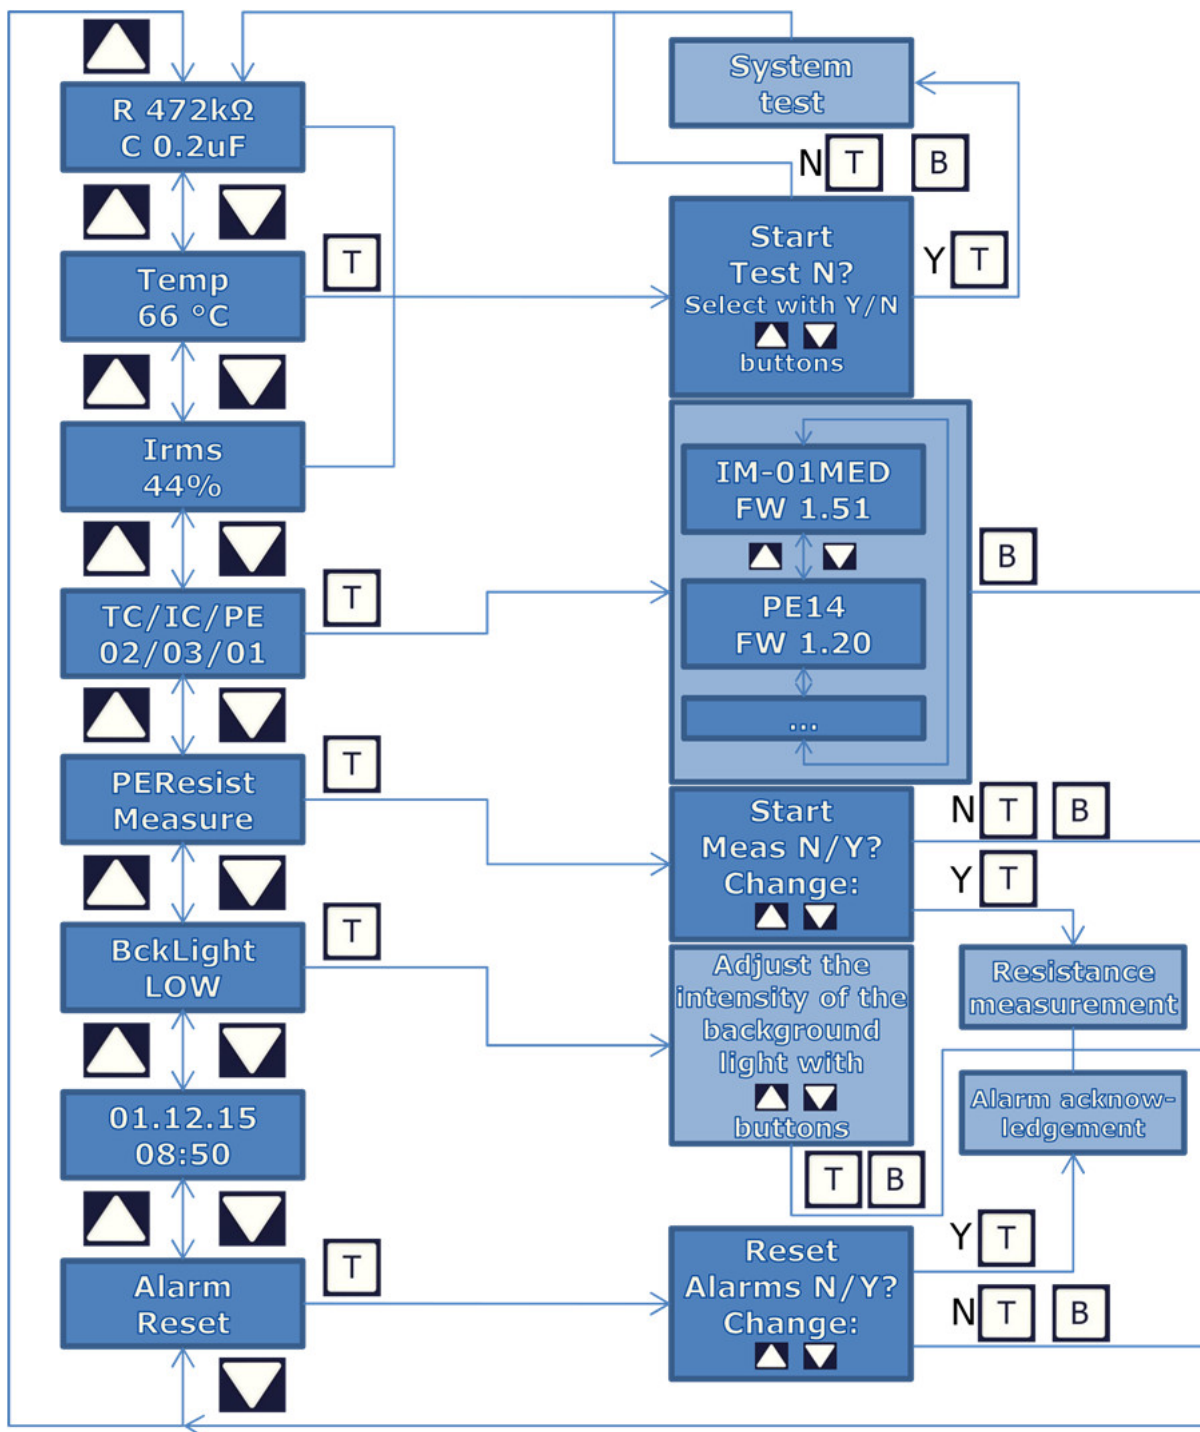 R 472kΩ
C 0.2uF
Temp
66 °C
T
Irms
44%
TC/IC/PE
02/03/01
T
PEResist
Measure
T
BckLight
LOW
T
01.12.15
08:50
Alarm
Reset
T
System
test
N T B
Start
Test N?
Select with Y/N
buttons
Y T
IM-01MED
FW 1.51
PE14
FW 1.20
...
B
Start
Meas N/Y?
Change:
N T B
Y T
Resistance
measurement
Adjust the
intensity of the
background
light with
buttons
T B
Alarm acknow-
ledgement
Reset
Alarms N/Y?
Change:
Y T
N T B